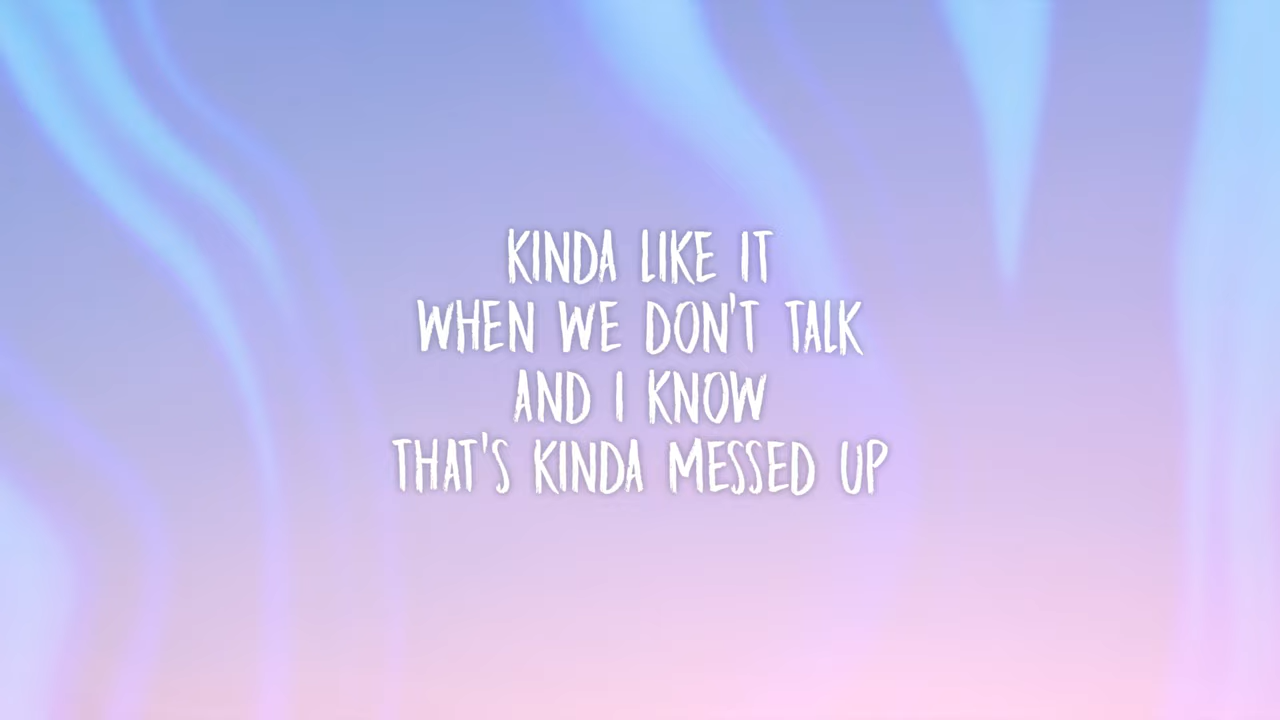 KINDA LIKE IT
WHEN WE DON'T TALK
AND I KNOW
THAT'S KINDA MESSED UP